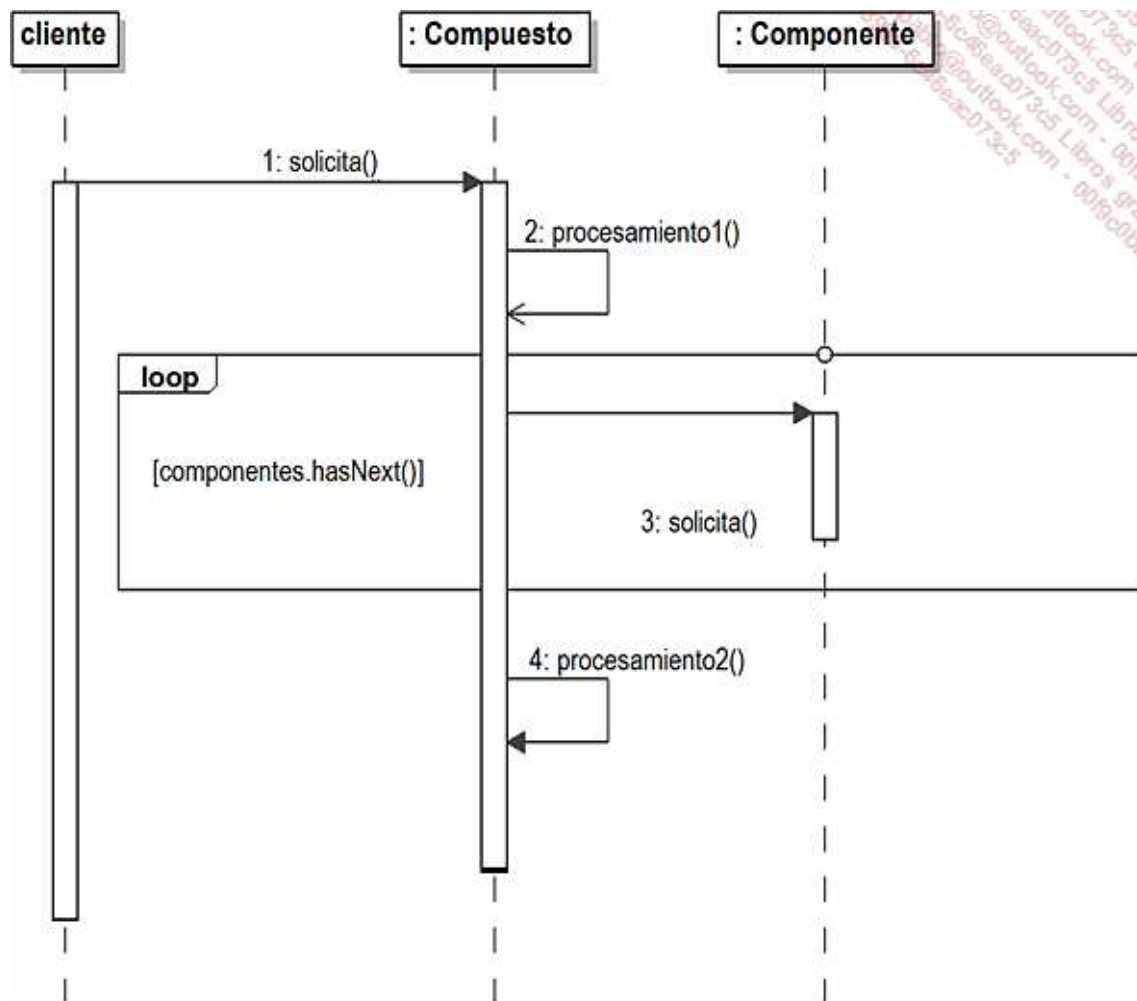 cliente
: Compuesto
: Componente
1: solicita()
2: procesamiento1()
loop
[componentes.hasNext()]
3: solicita()
4: procesamiento2()